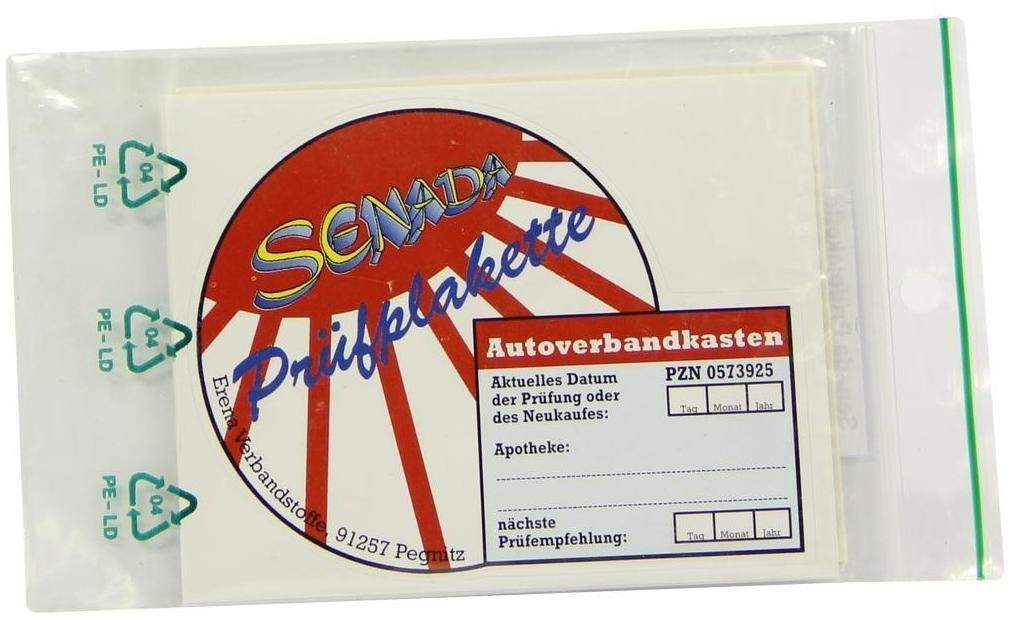 SENADA
Prüfplakette
Erena Verbandstoffe, 91257 Pegnitz
Autoverbandkasten
PZN 0573925
Aktuelles Datum
der Prüfung oder
des Neukaufes:
Tag Monat Jahr
Apotheke:
nächste
Prüfempfehlung:
Tag Monat Jahr
04
PE-LD
04
PE-LD
04
PE-LD